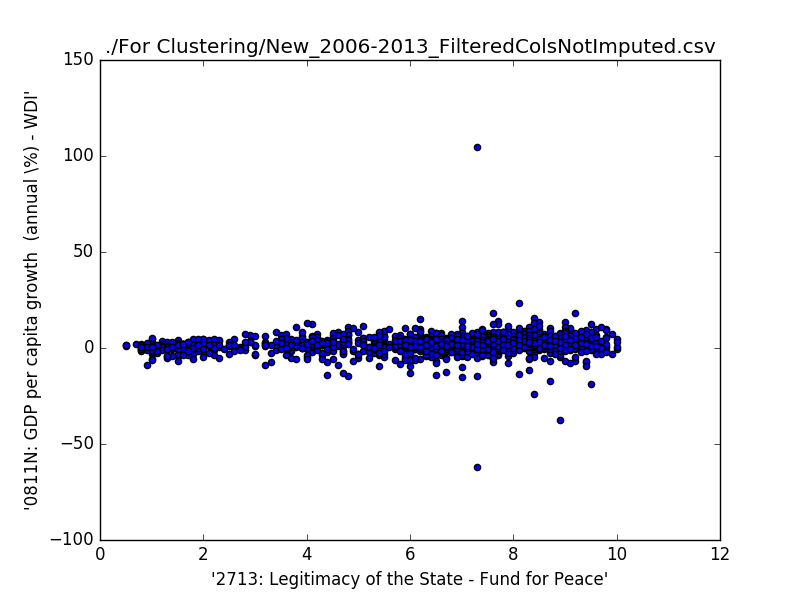 ./For Clustering/New_2006-2013_FilteredColsNotImputed.csv
150
100
50
0
−50
−100
0 2 4 6 8 10 12
'2713: Legitimacy of the State - Fund for Peace'
'0811N: GDP per capita growth  (annual \%) - WDI'